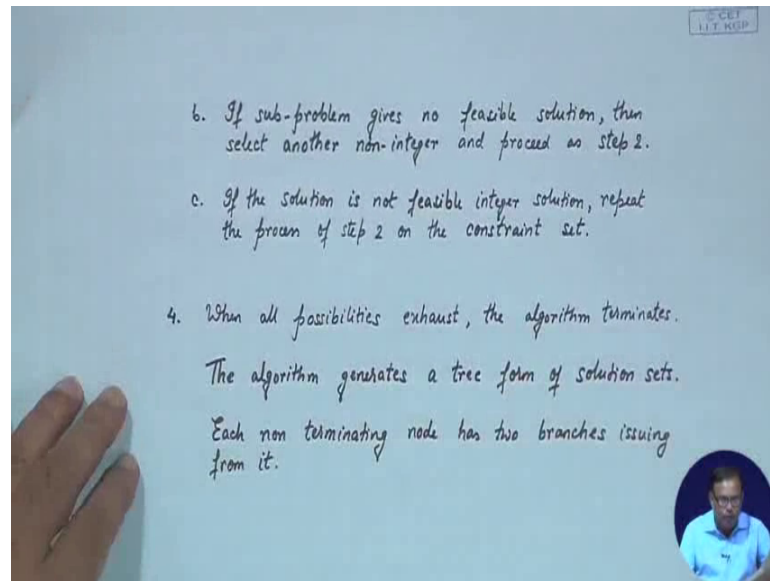 © CET
I.I.T. KGP
b. If sub-problem gives no feasible solution, then
select another non-integer and proceed as step 2.
c. If the solution is not feasible integer solution, repeat
the process of step 2 on the constraint set.
4. When all possibilities exhaust, the algorithm terminates.
The algorithm generates a tree form of solution sets.
Each non terminating node has two branches issuing
from it.